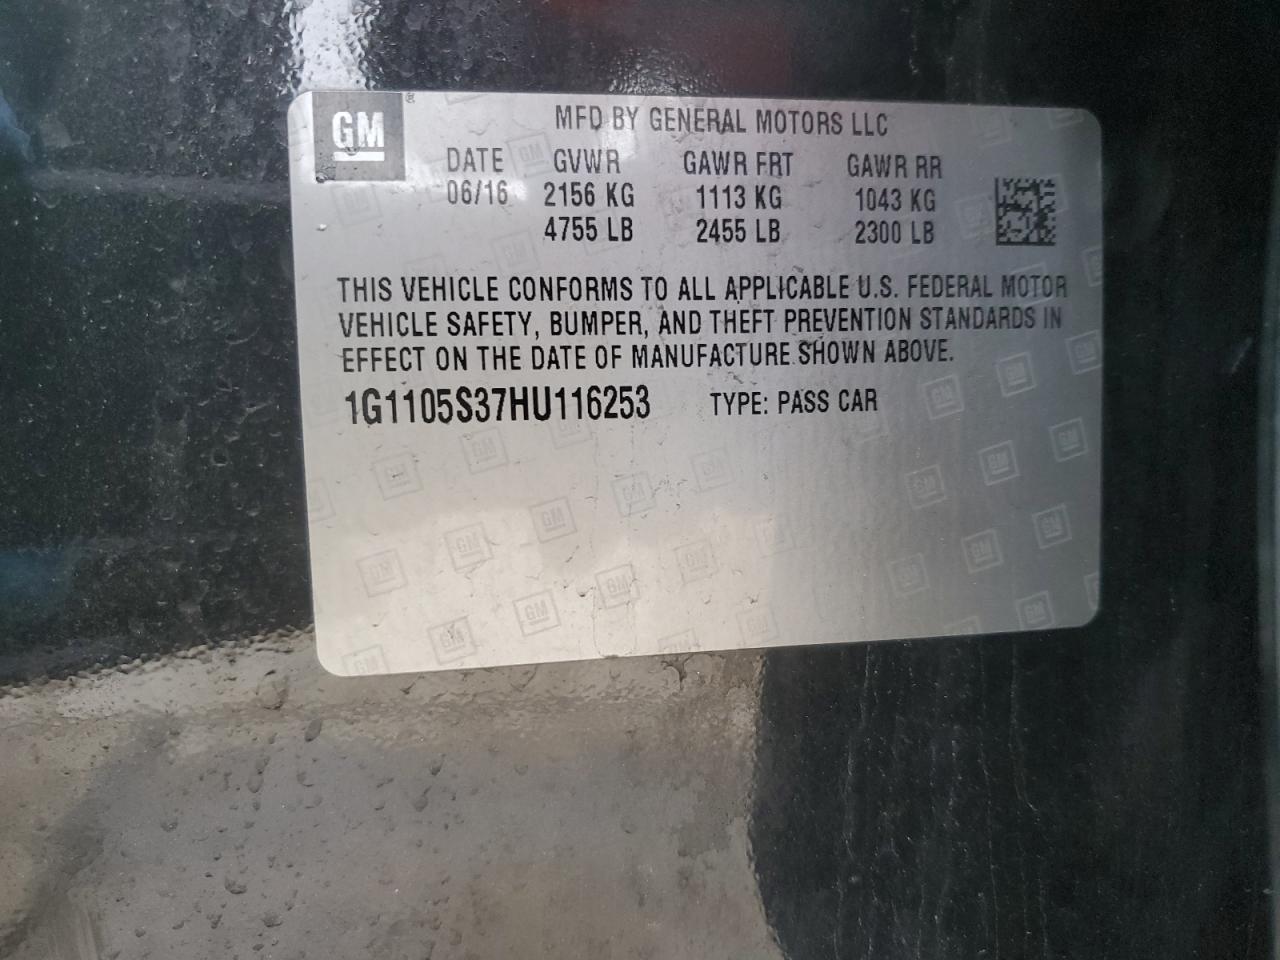 GM ®
MFD BY GENERAL MOTORS LLC
DATE GVWR GAWR FRT GAWR RR
06/16 2156 KG 1113 KG 1043 KG
4755 LB 2455 LB 2300 LB
THIS VEHICLE CONFORMS TO ALL APPLICABLE U.S. FEDERAL MOTOR
VEHICLE SAFETY, BUMPER, AND THEFT PREVENTION STANDARDS IN
EFFECT ON THE DATE OF MANUFACTURE SHOWN ABOVE.
1G1105S37HU116253 TYPE: PASS CAR